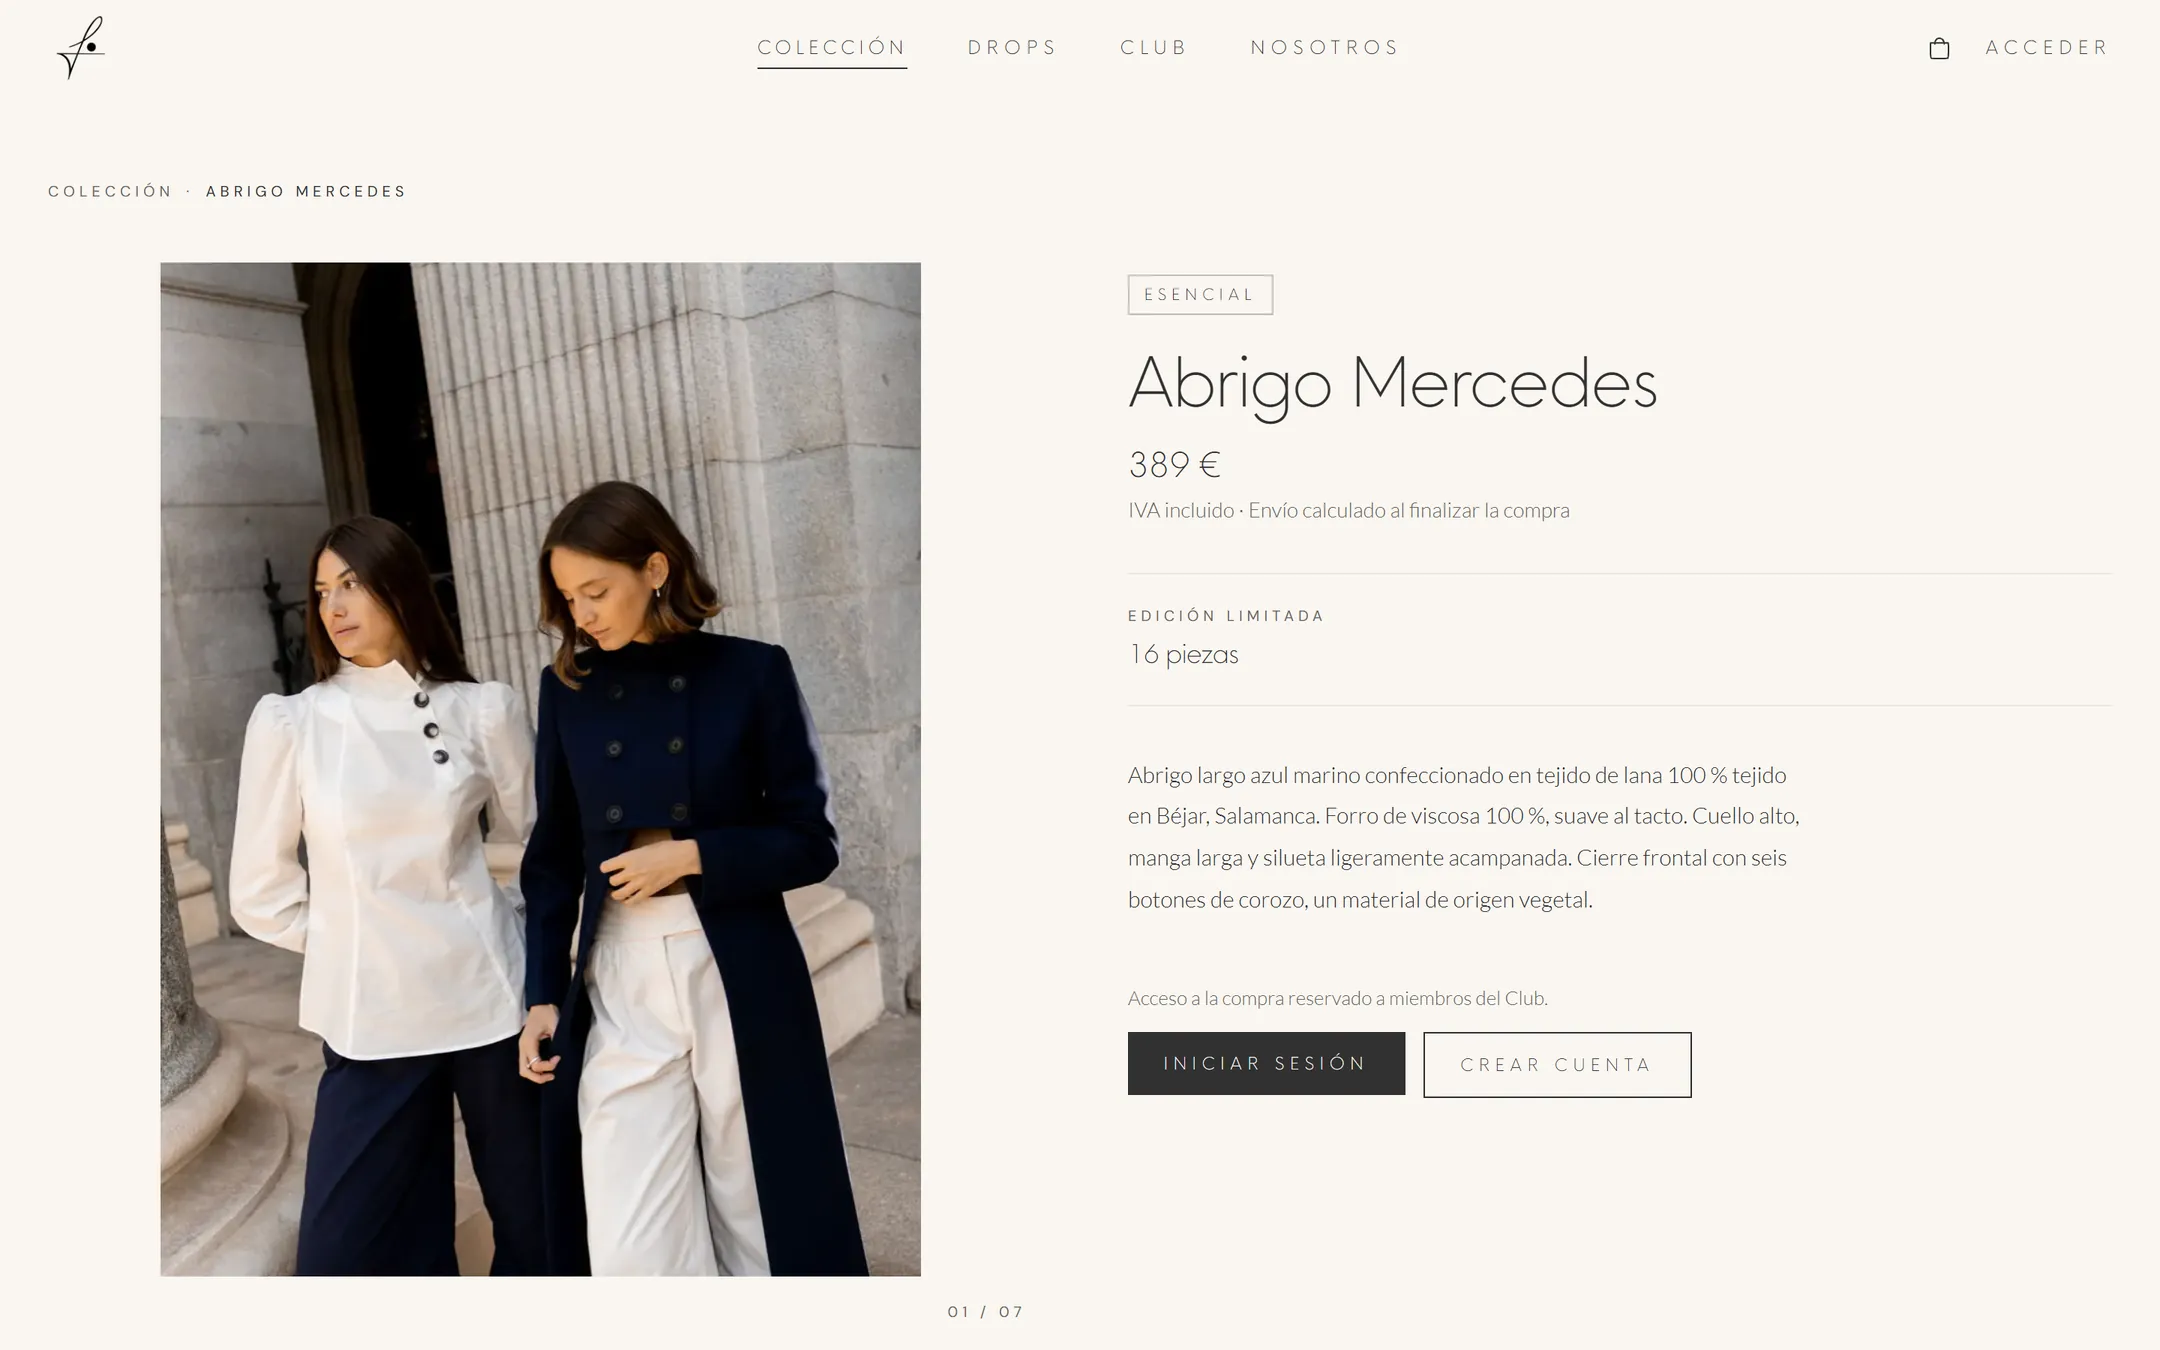 COLECCIÓN
DROPS
CLUB
NOSOTROS
ACCEDER
COLECCIÓN · ABRIGO MERCEDES
ESENCIAL
Abrigo Mercedes
389 €
IVA incluido · Envío calculado al finalizar la compra
EDICIÓN LIMITADA
16 piezas
Abrigo largo azul marino confeccionado en tejido de lana 100 % tejido
en Béjar, Salamanca. Forro de viscosa 100 %, suave al tacto. Cuello alto,
manga larga y silueta ligeramente acampanada. Cierre frontal con seis
botones de corozo, un material de origen vegetal.
Acceso a la compra reservado a miembros del Club.
INICIAR SESIÓN
CREAR CUENTA
01 / 07